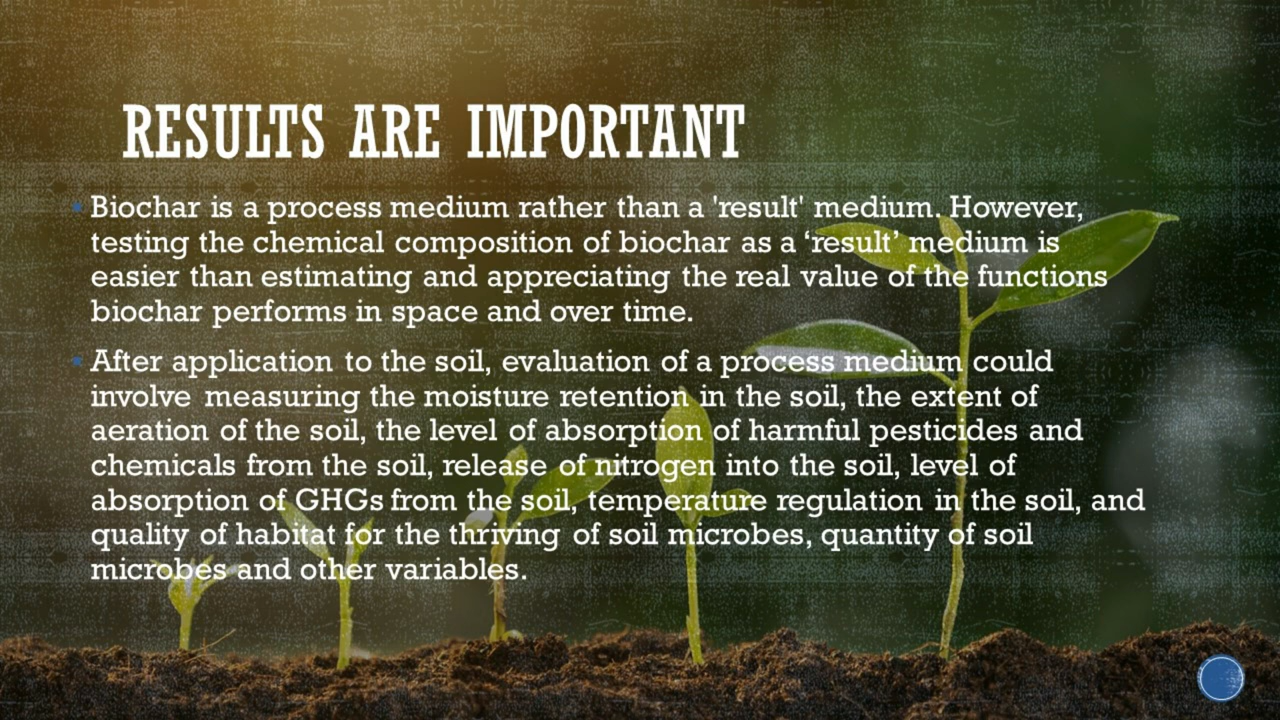 RESULTS ARE IMPORTANT
Biochar is a process medium rather than a 'result' medium. However,
testing the chemical composition of biochar as a ‘result’ medium is
easier than estimating and appreciating the real value of the functions
biochar performs in space and over time.
After application to the soil, evaluation of a process medium could
involve measuring the moisture retention in the soil, the extent of
aeration of the soil, the level of absorption of harmful pesticides and
chemicals from the soil, release of nitrogen into the soil, level of
absorption of GHGs from the soil, temperature regulation in the soil, and
quality of habitat for the thriving of soil microbes, quantity of soil
microbes and other variables.